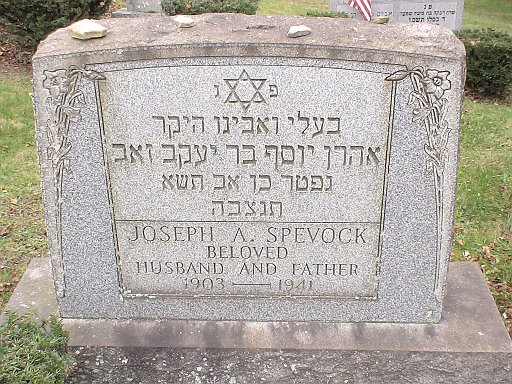 פ נ
בעלי ואבינו היקר
אהרן יוסף בר יעקב זאב
נפטר כו אב תשא
תנצבה
JOSEPH A. SPEVOCK
BELOVED
HUSBAND AND FATHER
1903 — 1941
פ נ